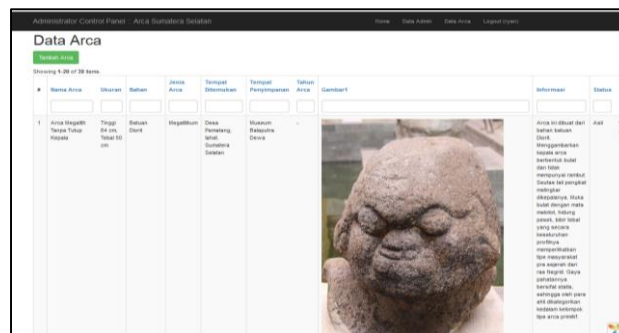 Administrator Control Panel : Arca Sumatera Selatan
Home Data Admin Data Arca Logout (iyan)
Data Arca
Tambah Arca
Showing 1-20 of 20 items.
# Nama Arca Ukuran Bahan Jenis Arca Tempat Ditemukan Tempat Penyimpanan Tahun Arca Gambar1 Informasi Status
1
Arca Megalith
Tanpa Tutup
Kepala
Tinggi
64 cm,
Tebal 50
cm
Batuan
Diorit
Megalitikum
Desa
Pematang,
lahat,
Sumatera
Selatan
Museum
Balaputra
Dewa
-
Arca ini dibuat dari
bahan batuan
Diorit.
Menggambarkan
kepala arca
berbentuk bulat
dan tidak
mempunyai rambut.
Seutas tali pengikat
melingkar
dikepalanya. Muka
bulat dengan mata
melotot, hidung
pesek, bibir tebal
yang secara
keseluruhan
profilnya
memperlihatkan
tipe masyarakat
pra sejarah dari
ras Negrid. Gaya
pahatannya
bersifat statis,
sehingga oleh para
ahli dikategorikan
kedalam kelompok
tipe arca primitif.
Asli